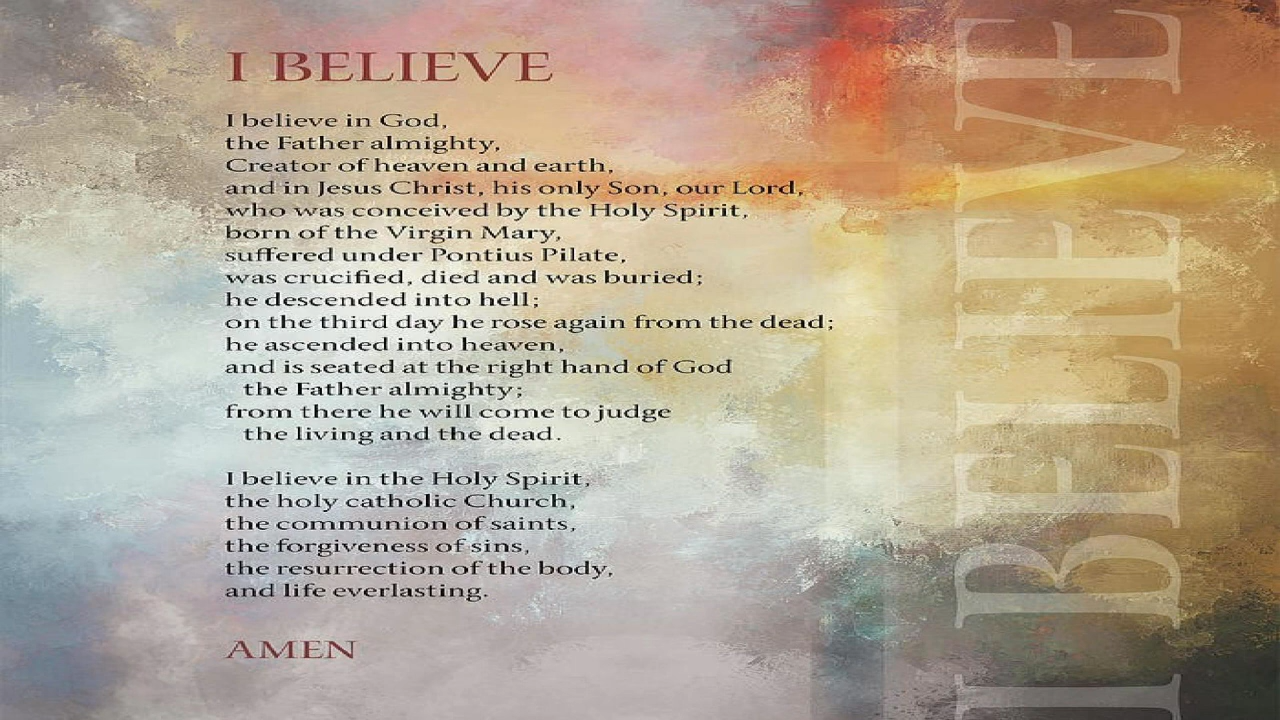 I BELIEVE
I believe in God,
the Father almighty,
Creator of heaven and earth,
and in Jesus Christ, his only Son, our Lord,
who was conceived by the Holy Spirit,
born of the Virgin Mary,
suffered under Pontius Pilate,
was crucified, died and was buried;
he descended into hell;
on the third day he rose again from the dead;
he ascended into heaven,
and is seated at the right hand of God
the Father almighty;
from there he will come to judge
the living and the dead.
I believe in the Holy Spirit,
the holy catholic Church,
the communion of saints,
the forgiveness of sins,
the resurrection of the body,
and life everlasting.
AMEN
I BELIEVE